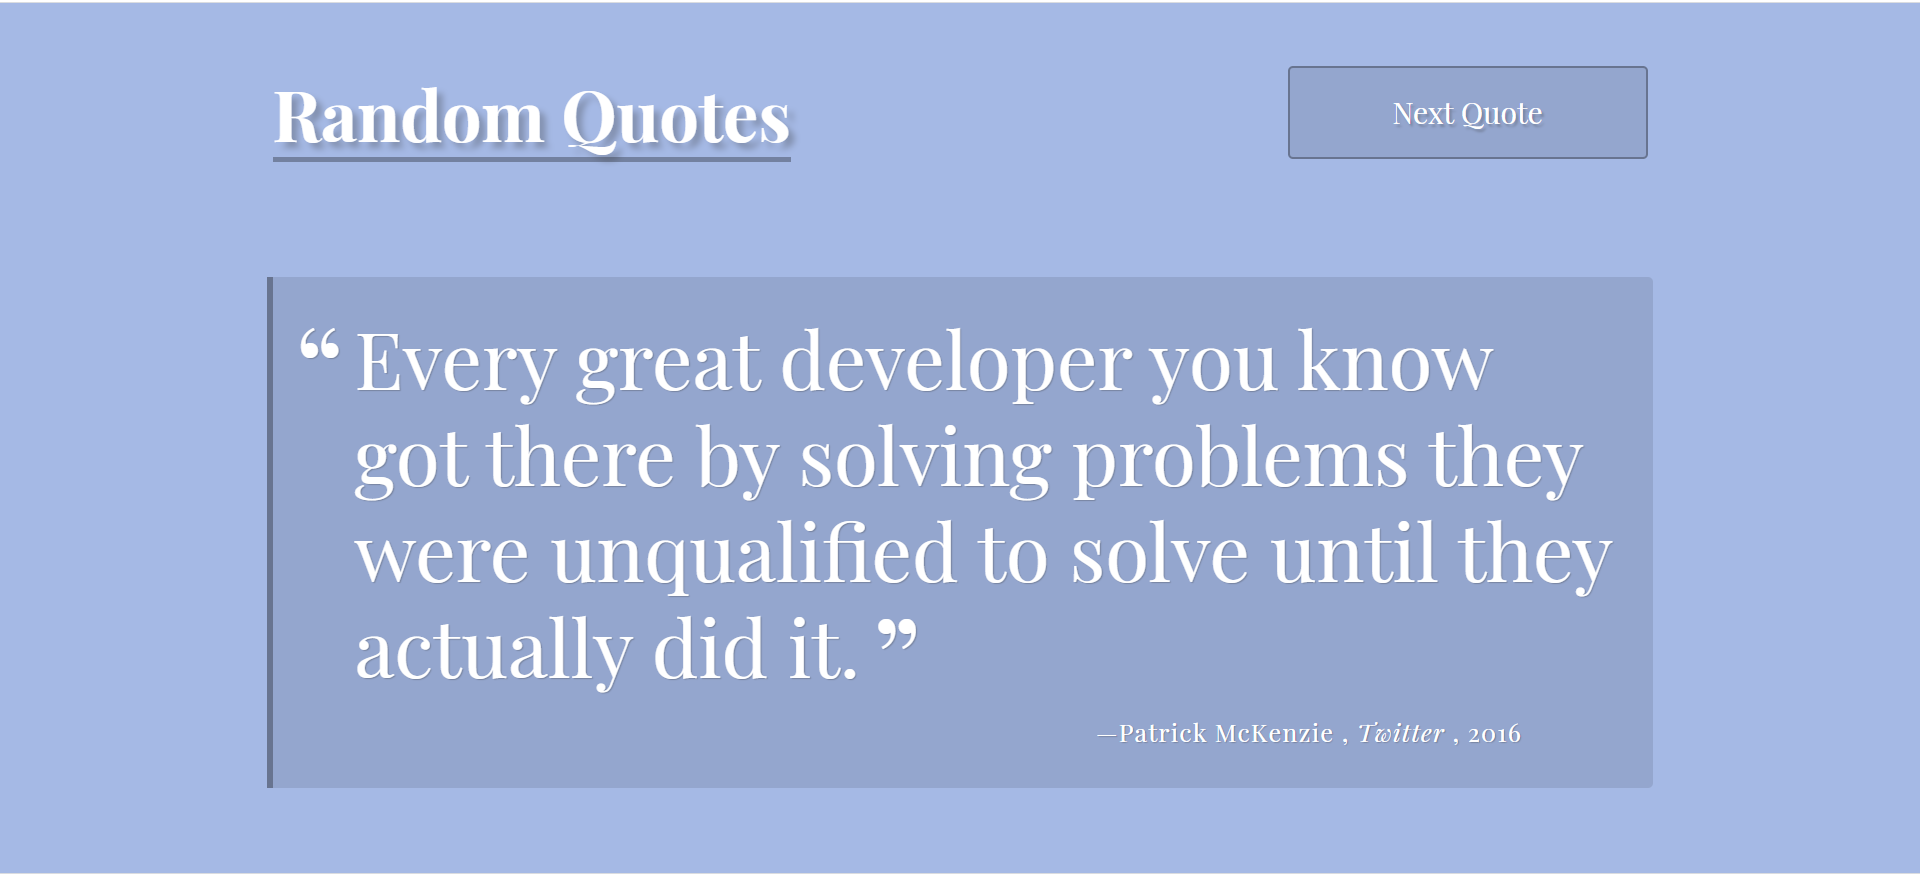 Random Quotes
Next Quote
“ Every great developer you know
got there by solving problems they
were unqualified to solve until they
actually did it. ”
—Patrick McKenzie , Twitter , 2016